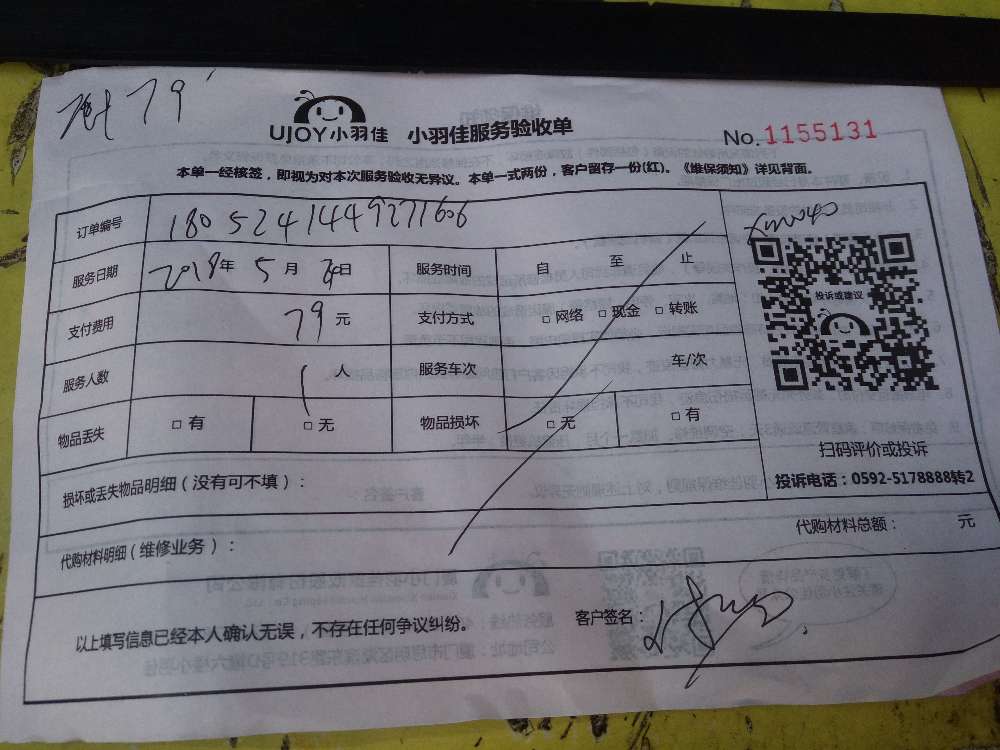 79
UJOY小羽佳 小羽佳服务验收单
No.1155131
本单一经核签，即视为对本次服务验收无异议。本单一式两份，客户留存一份(红)。《维保须知》详见背面。
订单编号 1805241449271606
服务日期 2018年 5月 日 服务时间 自 至 止
支付费用 79元 支付方式 □ 网络 □ 现金 □ 转账
服务人数 1人 服务车次 车/次
物品丢失 □ 有 □ 无 物品损坏 □ 无 □ 有
投诉或建议
扫码评价或投诉
投诉电话：0592-5178888转2
损坏或丢失物品明细（没有可不填）：
代购材料明细（维修业务）： 代购材料总额： 元
以上填写信息已经本人确认无误，不存在任何争议纠纷。 客户签名：